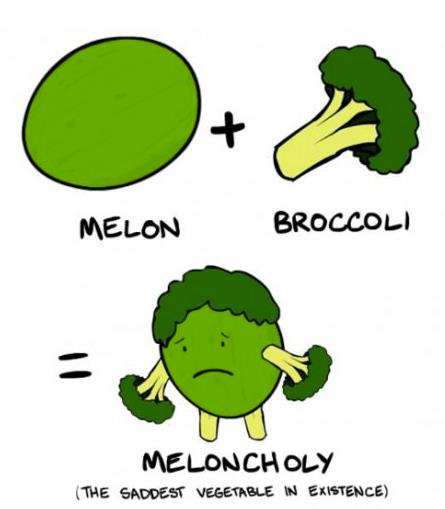 +
MELON
BROCCOLI
=
MELONCHOLY
(THE SADDEST VEGETABLE IN EXISTENCE)